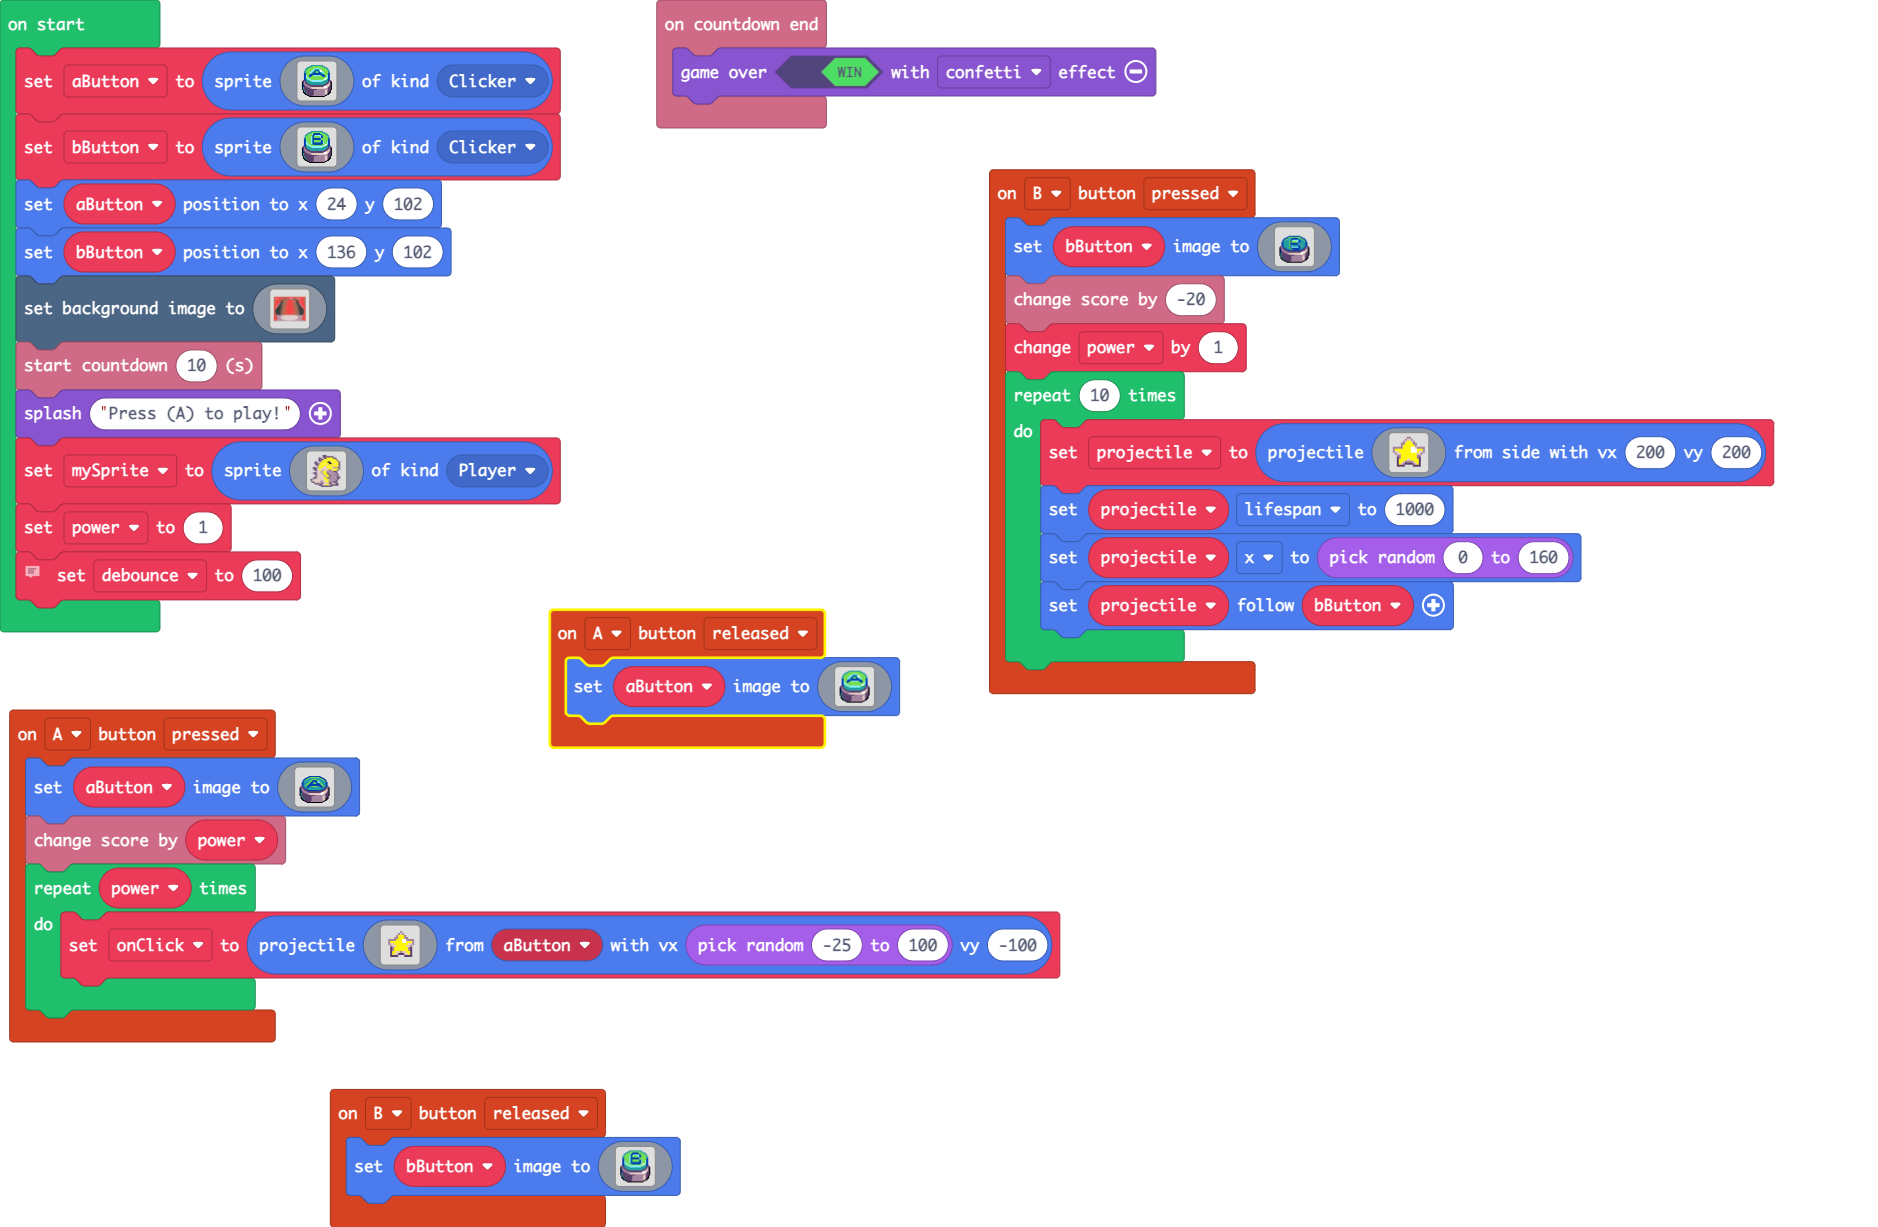 on start
set aButton to sprite A of kind Clicker
set bButton to sprite B of kind Clicker
set aButton position to x 24 y 102
set bButton position to x 136 y 102
set background image to
start countdown 10 (s)
splash "Press (A) to play!"
set mySprite to sprite of kind Player
set power to 1
set debounce to 100
on countdown end
game over WIN with confetti effect
on B button pressed
set bButton image to B
change score by -20
change power by 1
repeat 10 times
do
set projectile to projectile from side with vx 200 vy 200
set projectile lifespan to 1000
set projectile x to pick random 0 to 160
set projectile follow bButton
on A button released
set aButton image to A
on A button pressed
set aButton image to A
change score by power
repeat power times
do
set onClick to projectile from aButton with vx pick random -25 to 100 vy -100
on B button released
set bButton image to B